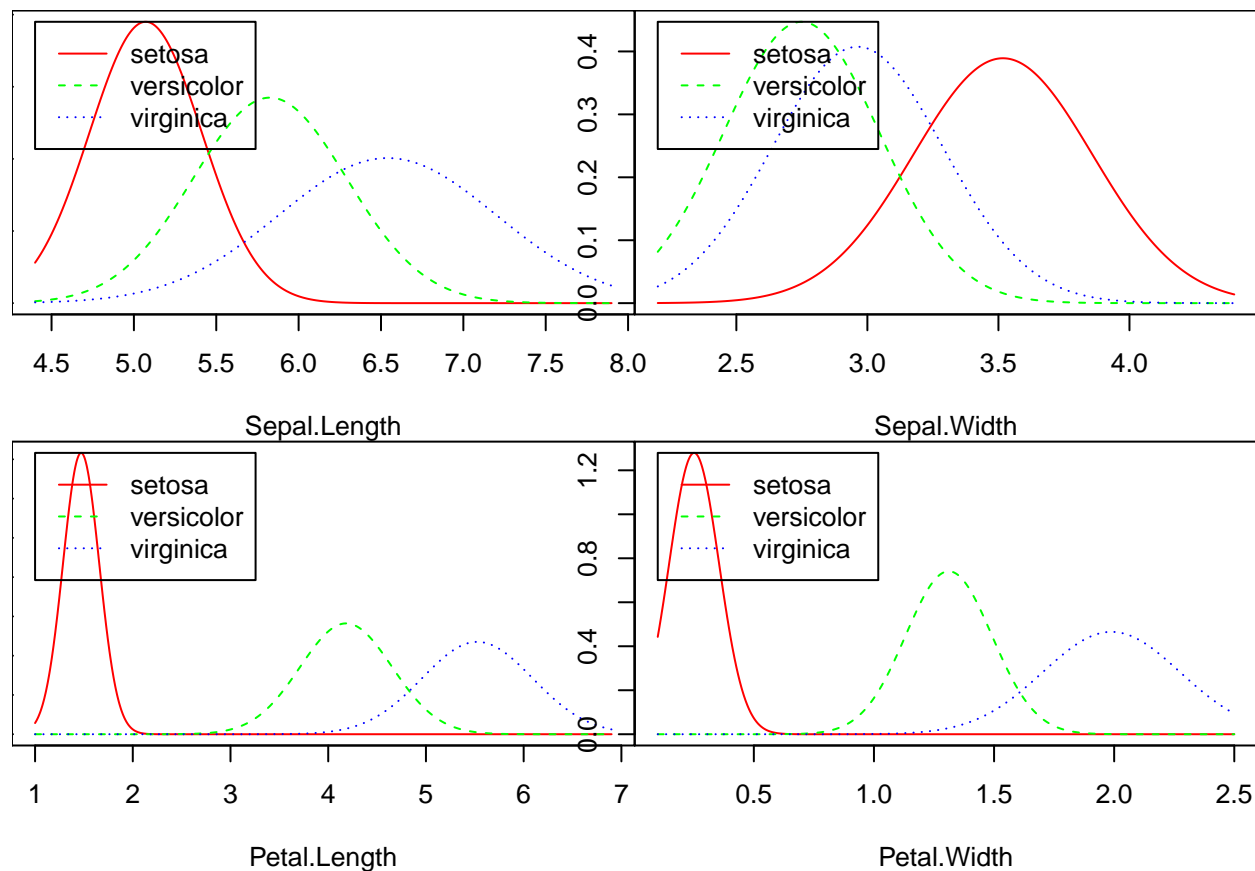 setosa
versicolor
virginica
4.5 5.0 5.5 6.0 6.5 7.0 7.5 8.0
Sepal.Length
setosa
versicolor
virginica
0.0 0.1 0.2 0.3 0.4
2.5 3.0 3.5 4.0
Sepal.Width
setosa
versicolor
virginica
1 2 3 4 5 6 7
Petal.Length
setosa
versicolor
virginica
0.0 0.4 0.8 1.2
0.5 1.0 1.5 2.0 2.5
Petal.Width